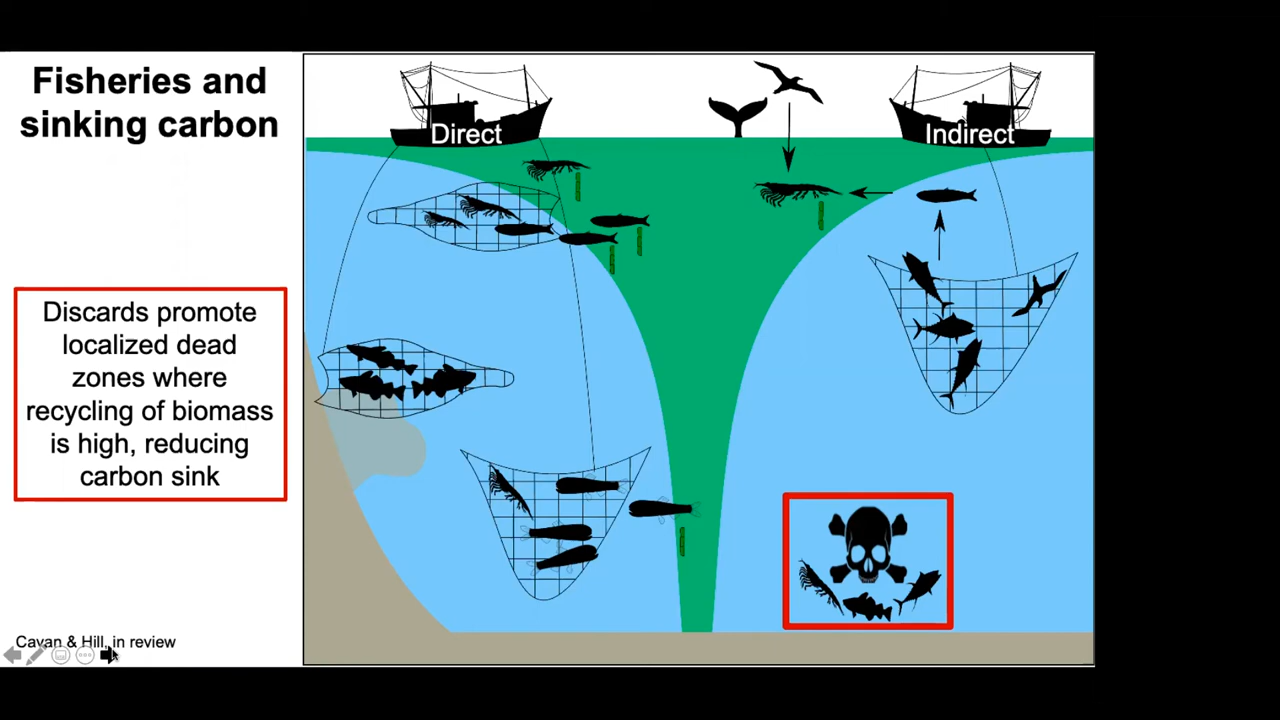 Fisheries and
sinking carbon
Direct
Indirect
Discards promote
localized dead
zones where
recycling of biomass
is high, reducing
carbon sink
Cavan & Hill, in review